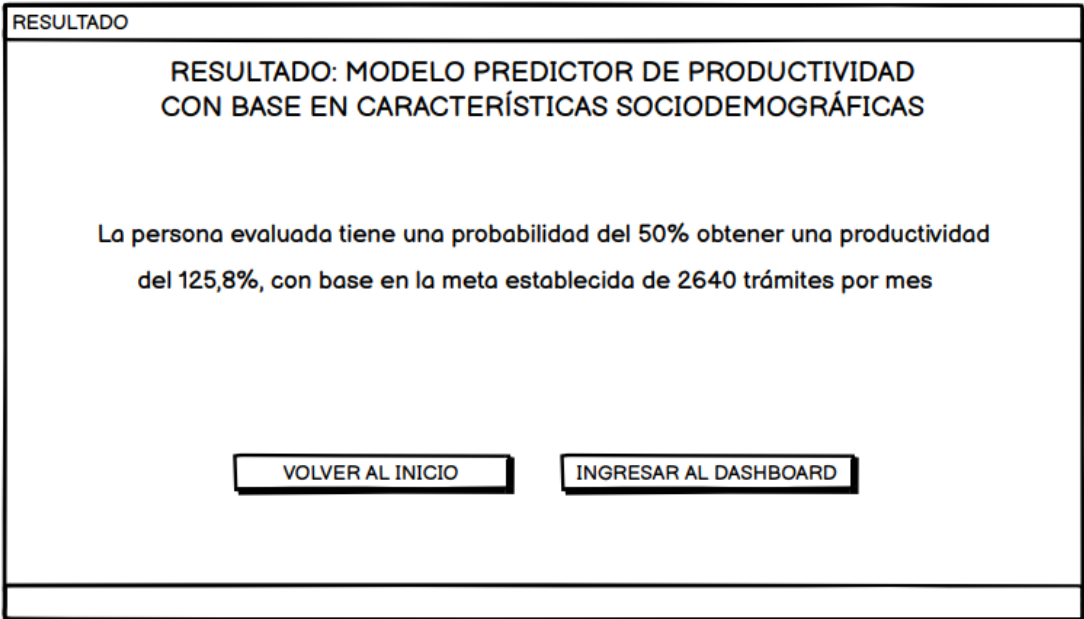 RESULTADO
RESULTADO: MODELO PREDICTOR DE PRODUCTIVIDAD
CON BASE EN CARACTERÍSTICAS SOCIODEMOGRÁFICAS
La persona evaluada tiene una probabilidad del 50% obtener una productividad
del 125,8%, con base en la meta establecida de 2640 trámites por mes
VOLVER AL INICIO
INGRESAR AL DASHBOARD